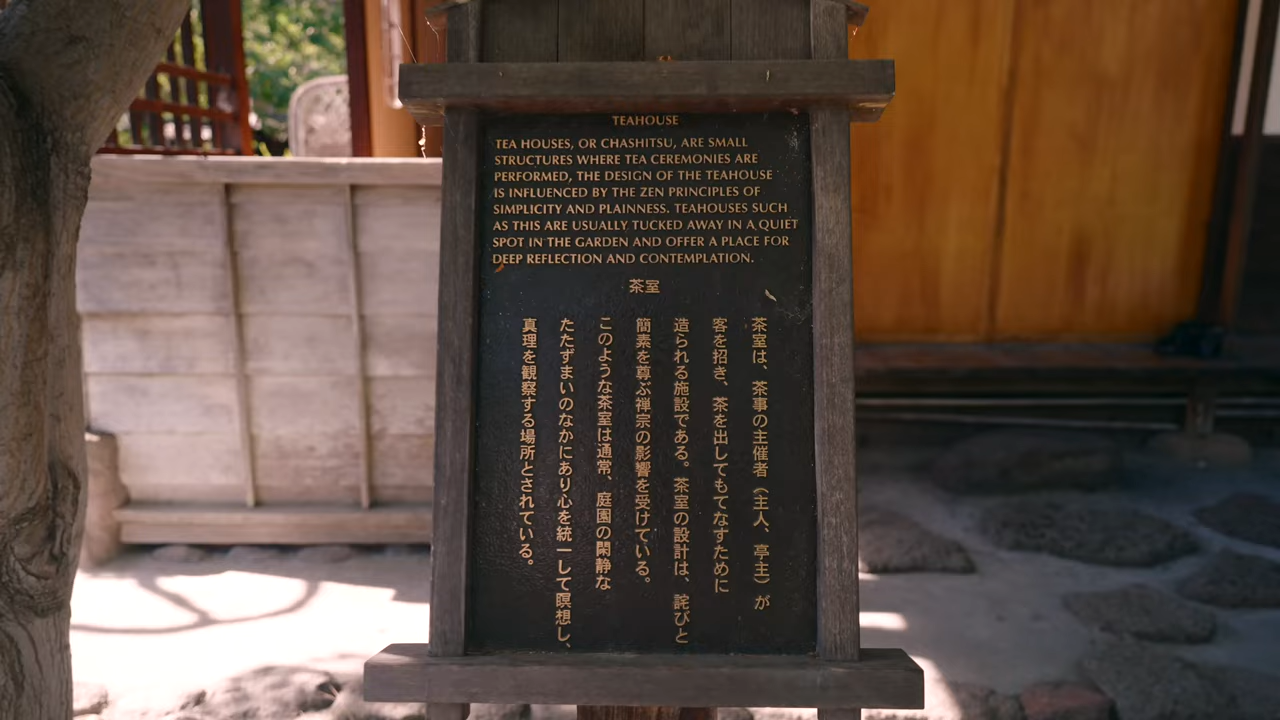 TEAHOUSE
TEA HOUSES, OR CHASHITSU, ARE SMALL
STRUCTURES WHERE TEA CEREMONIES ARE
PERFORMED, THE DESIGN OF THE TEAHOUSE
IS INFLUENCED BY THE ZEN PRINCIPLES OF
SIMPLICITY AND PLAINNESS. TEAHOUSES SUCH
AS THIS ARE USUALLY TUCKED AWAY IN A QUIET
SPOT IN THE GARDEN AND OFFER A PLACE FOR
DEEP REFLECTION AND CONTEMPLATION.
茶室
茶室は、茶事の主催者（主人、亭主）が
客を招き、茶を出してもてなすために
造られる施設である。茶室の設計は、詫びと
簡素を尊ぶ禅宗の影響を受けている。
このような茶室は通常、庭園の閑静な
たたずまいのなかにあり心を統一して瞑想し、
真理を観察する場所とされている。